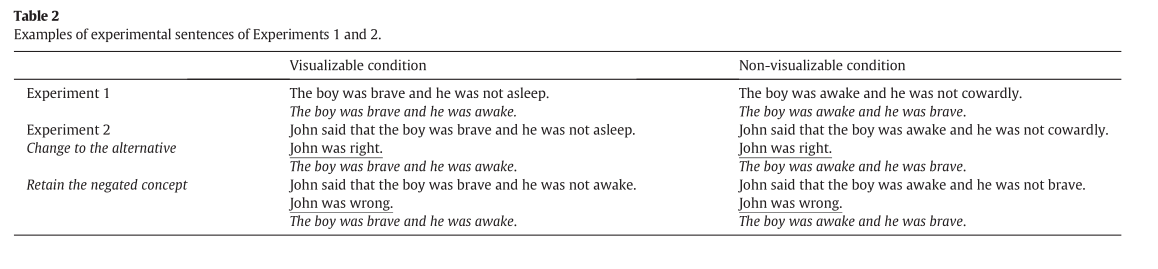 Table 2
Examples of experimental sentences of Experiments 1 and 2.
Visualizable condition Non-visualizable condition
Experiment 1 The boy was brave and he was not asleep. The boy was awake and he was not cowardly.
The boy was brave and he was awake. The boy was awake and he was brave.
Experiment 2 John said that the boy was brave and he was not asleep. John said that the boy was awake and he was not cowardly.
Change to the alternative John was right. John was right.
The boy was brave and he was awake. The boy was awake and he was brave.
Retain the negated concept John said that the boy was brave and he was not awake. John said that the boy was awake and he was not brave.
John was wrong. John was wrong.
The boy was brave and he was awake. The boy was awake and he was brave.